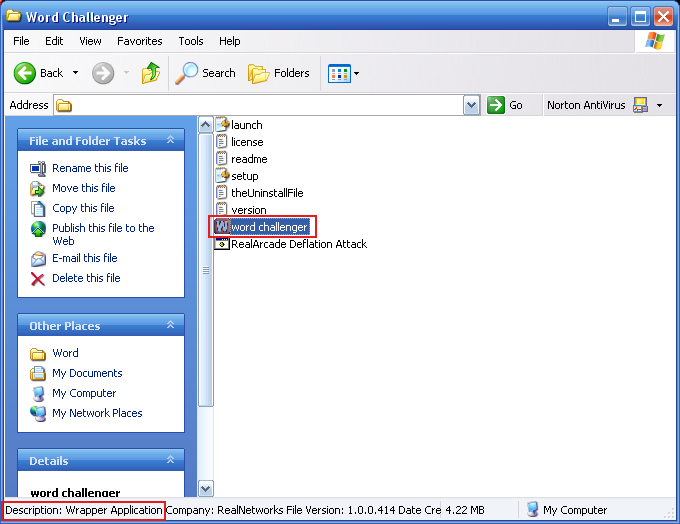 Word Challenger
File Edit View Favorites Tools Help
Back Search Folders
Address Go Norton AntiVirus
File and Folder Tasks
Rename this file
Move this file
Copy this file
Publish this file to the
Web
E-mail this file
Delete this file
Other Places
Word
My Documents
My Computer
My Network Places
Details
word challenger
launch
license
readme
setup
theUninstallFile
version
word challenger
RealArcade Deflation Attack
Description: Wrapper Application Company: RealNetworks File Version: 1.0.0.414 Date Cre 4.22 MB My Computer